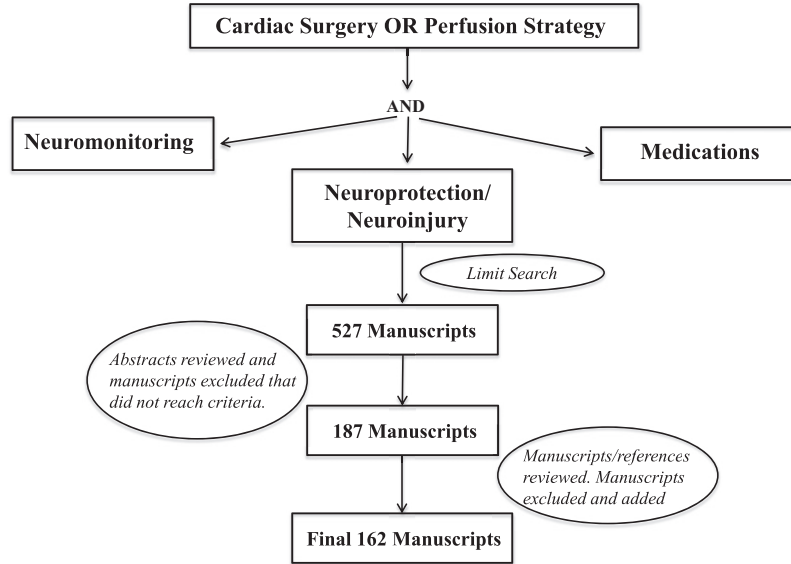 Cardiac Surgery OR Perfusion Strategy
AND
Neuromonitoring
Medications
Neuroprotection/
Neuroinjury
Limit Search
527 Manuscripts
Abstracts reviewed and
manuscripts excluded that
did not reach criteria.
187 Manuscripts
Manuscripts/references
reviewed. Manuscripts
excluded and added
Final 162 Manuscripts